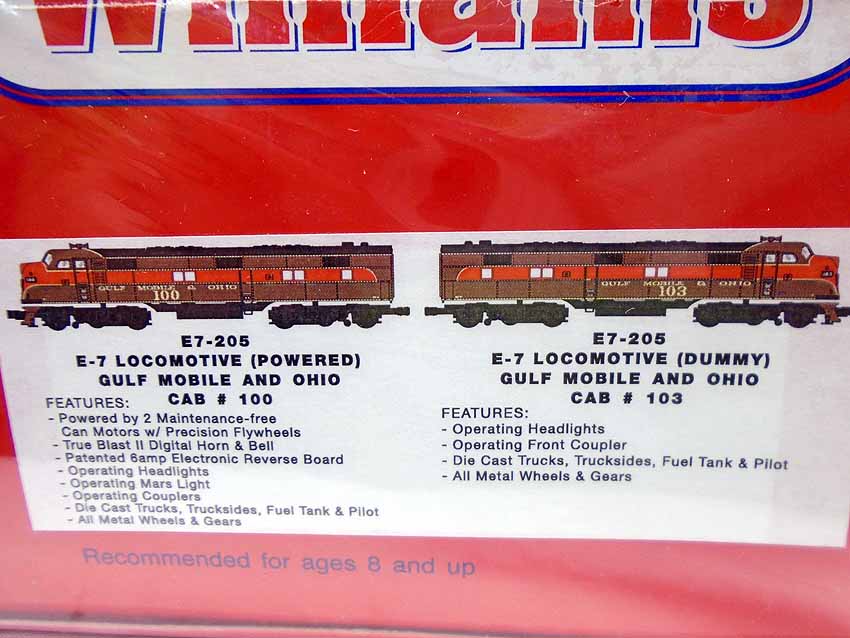 Williams
GULF MOBILE & OHIO
100
GULF MOBILE & OHIO
103
E7-205
E-7 LOCOMOTIVE (POWERED)
GULF MOBILE AND OHIO
CAB # 100
FEATURES:
- Powered by 2 Maintenance-free
Can Motors w/ Precision Flywheels
- True Blast II Digital Horn & Bell
- Patented 6amp Electronic Reverse Board
- Operating Headlights
- Operating Mars Light
- Operating Couplers
- Die Cast Trucks, Trucksides, Fuel Tank & Pilot
- All Metal Wheels & Gears
E7-205
E-7 LOCOMOTIVE (DUMMY)
GULF MOBILE AND OHIO
CAB # 103
FEATURES:
- Operating Headlights
- Operating Front Coupler
- Die Cast Trucks, Trucksides, Fuel Tank & Pilot
- All Metal Wheels & Gears
Recommended for ages 8 and up